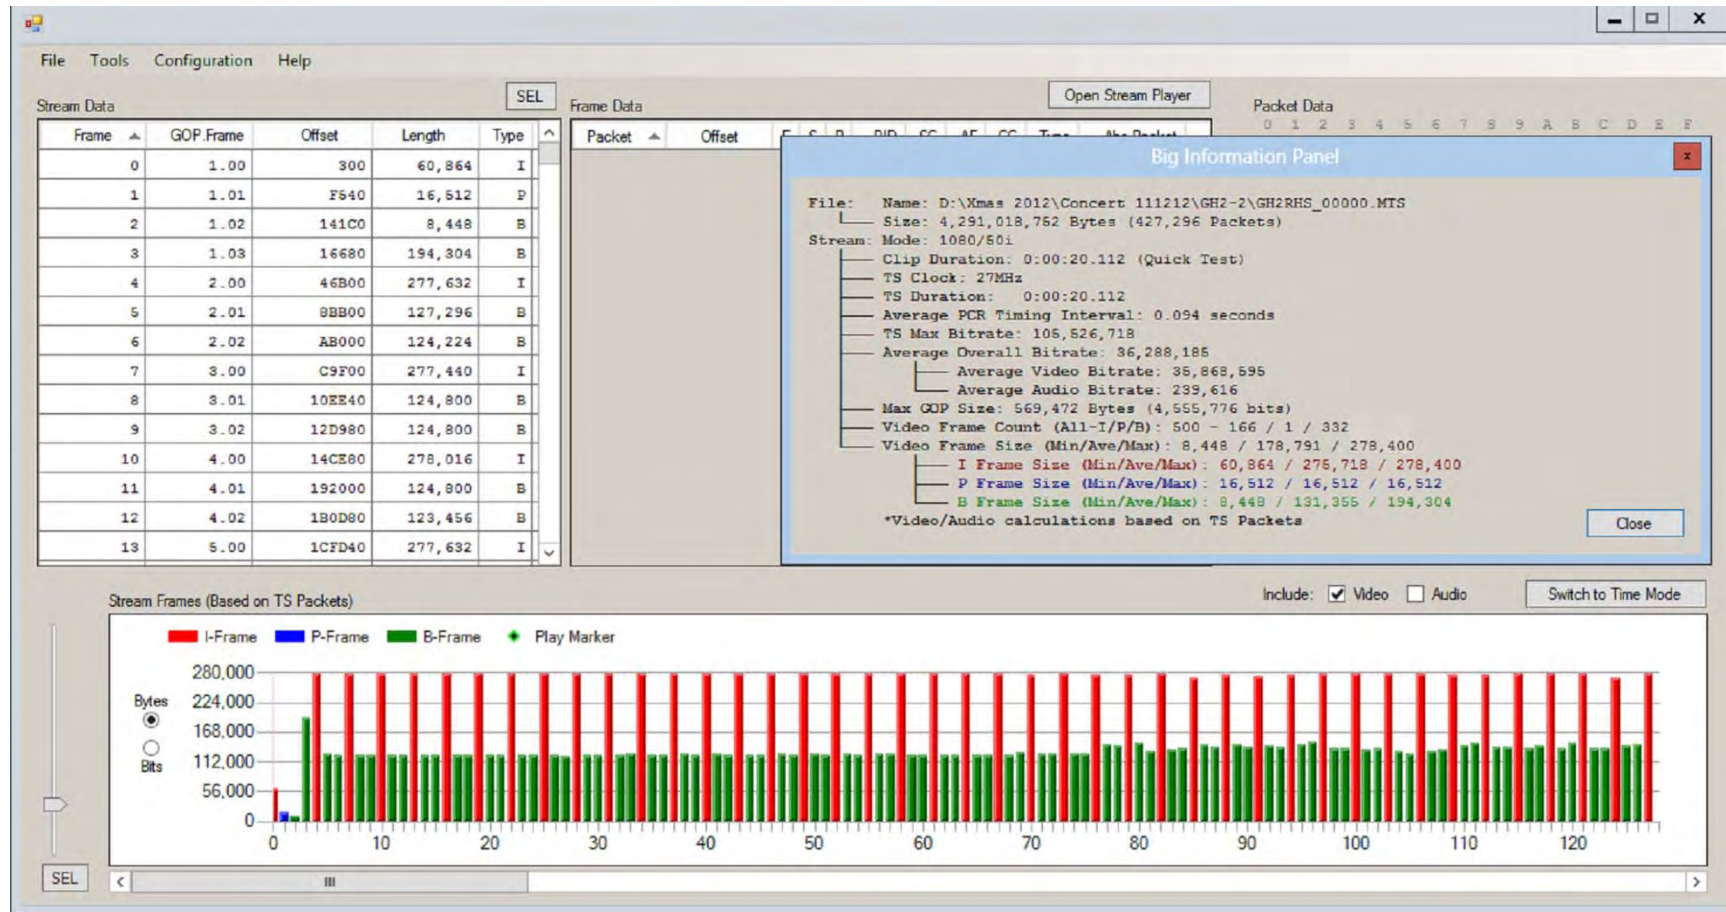 File Tools Configuration Help
Stream Data
SEL
Frame Data
Open Stream Player
Packet Data
0 1 2 3 4 5 6 7 8 9 A B C D E F
Frame GOP.Frame Offset Length Type
0 1.00 300 60,864 I
1 1.01 F540 16,512 P
2 1.02 141C0 8,448 B
3 1.03 16680 194,304 B
4 2.00 46B00 277,632 I
5 2.01 8BB00 127,296 B
6 2.02 AB000 124,224 B
7 3.00 C9F00 277,440 I
8 3.01 10EE40 124,800 B
9 3.02 12D980 124,800 B
10 4.00 14CE80 278,016 I
11 4.01 192000 124,800 B
12 4.02 1B0D80 123,456 B
13 5.00 1CFD40 277,632 I
Packet Offset
Big Information Panel
x
File: Name: D:\Xmas 2012\Concert 111212\GH2-2\GH2RHS_00000.MTS
Size: 4,291,018,752 Bytes (427,296 Packets)
Stream: Mode: 1080/50i
Clip Duration: 0:00:20.112 (Quick Test)
TS Clock: 27MHz
TS Duration: 0:00:20.112
Average PCR Timing Interval: 0.094 seconds
TS Max Bitrate: 105,526,718
Average Overall Bitrate: 36,288,185
Average Video Bitrate: 35,868,595
Average Audio Bitrate: 239,616
Max GOP Size: 569,472 Bytes (4,555,776 bits)
Video Frame Count (All-I/P/B): 500 - 166 / 1 / 332
Video Frame Size (Min/Ave/Max): 8,448 / 178,791 / 278,400
I Frame Size (Min/Ave/Max): 60,864 / 275,718 / 278,400
P Frame Size (Min/Ave/Max): 16,512 / 16,512 / 16,512
B Frame Size (Min/Ave/Max): 8,448 / 131,355 / 194,304
*Video/Audio calculations based on TS Packets
Close
Stream Frames (Based on TS Packets)
Include: Video Audio
Switch to Time Mode
I-Frame P-Frame B-Frame Play Marker
Bytes
Bits
280,000
224,000
168,000
112,000
56,000
0
0 10 20 30 40 50 60 70 80 90 100 110 120
SEL